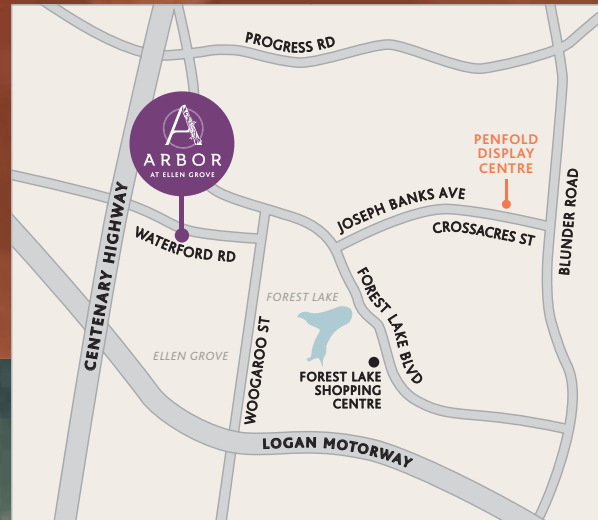 PROGRESS RD
ARBOR
AT ELLEN GROVE
PENFOLD
DISPLAY
CENTRE
JOSEPH BANKS AVE
CROSSACRES ST
BLUNDER ROAD
CENTENARY HIGHWAY
WATERFORD RD
FOREST LAKE
FOREST LAKE BLVD
ELLEN GROVE
WOOGAROO ST
FOREST LAKE
SHOPPING
CENTRE
LOGAN MOTORWAY